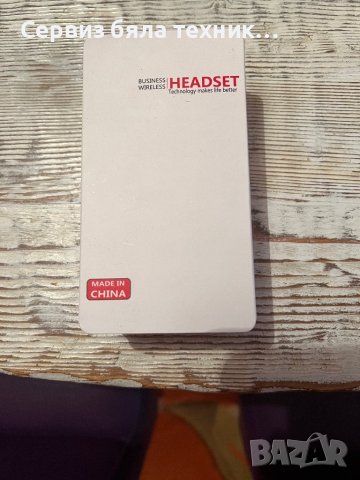 Сервиз бяла техник...
BUSINESS
WIRELESS
HEADSET
Technology makes life better
MADE IN
CHINA
BAZAR